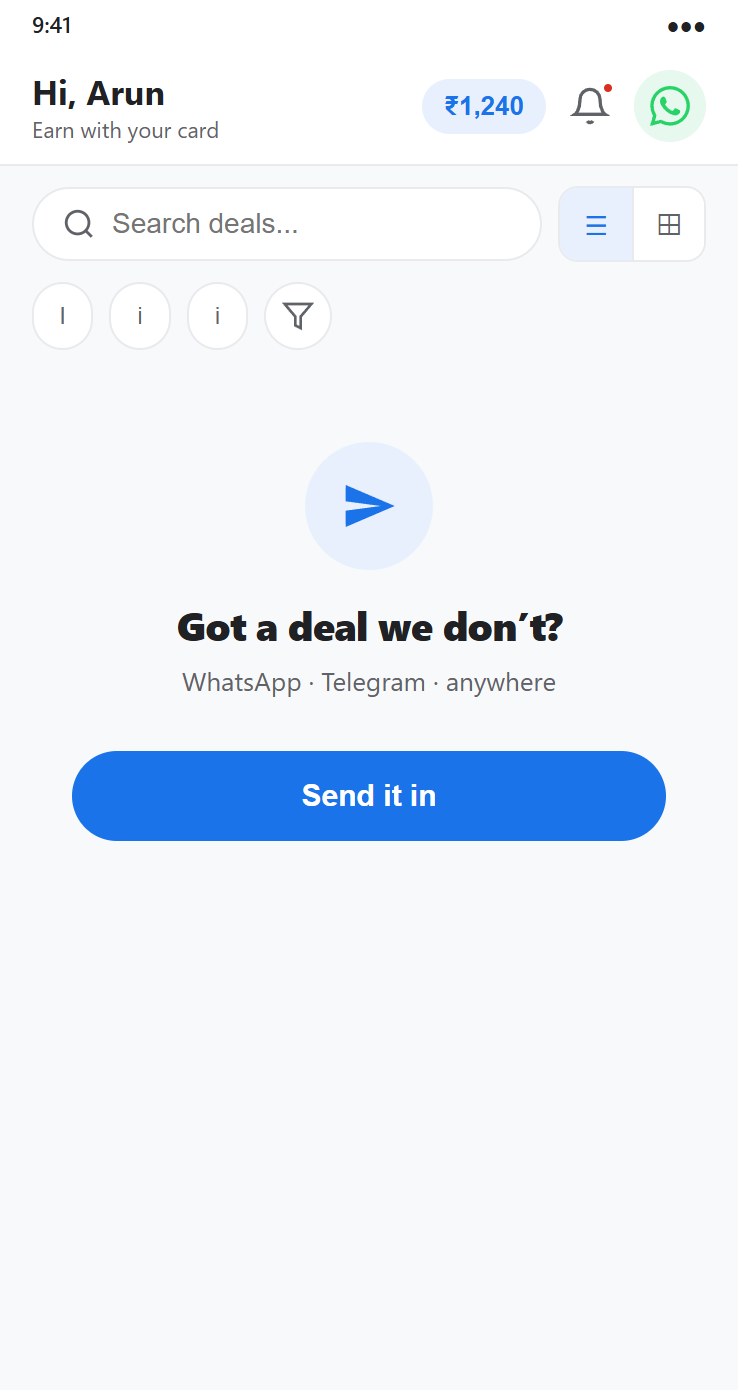 9:41
Hi, Arun
Earn with your card
₹1,240
Search deals...
I
i
i
Got a deal we don’t?
WhatsApp · Telegram · anywhere
Send it in